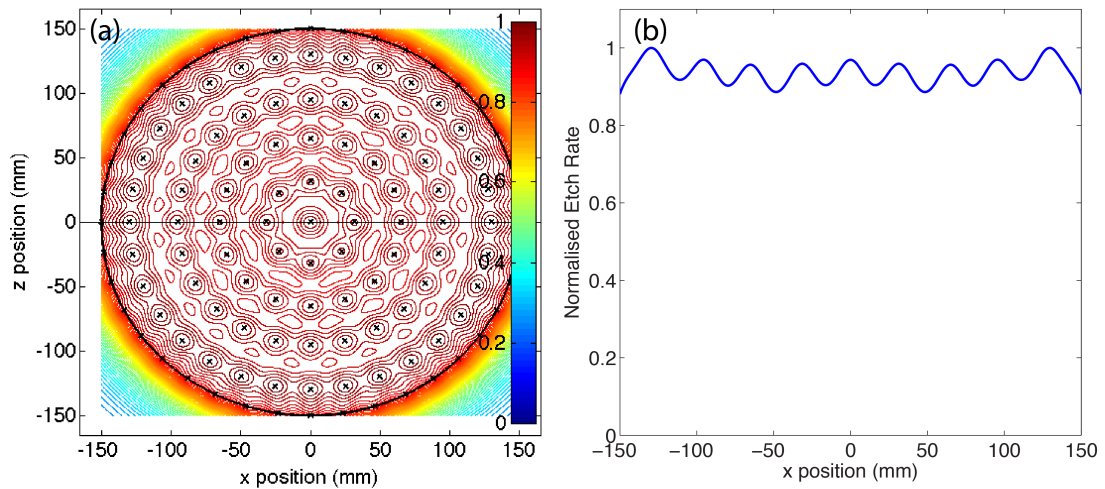 (a)
150
100
50
0
-50
-100
-150
z position (mm)
-150 -100 -50 0 50 100 150
x position (mm)
1
0.8
0.6
0.4
0.2
0
(b)
1
0.8
0.6
0.4
0.2
0
Normalised Etch Rate
−150 −100 −50 0 50 100 150
x position (mm)